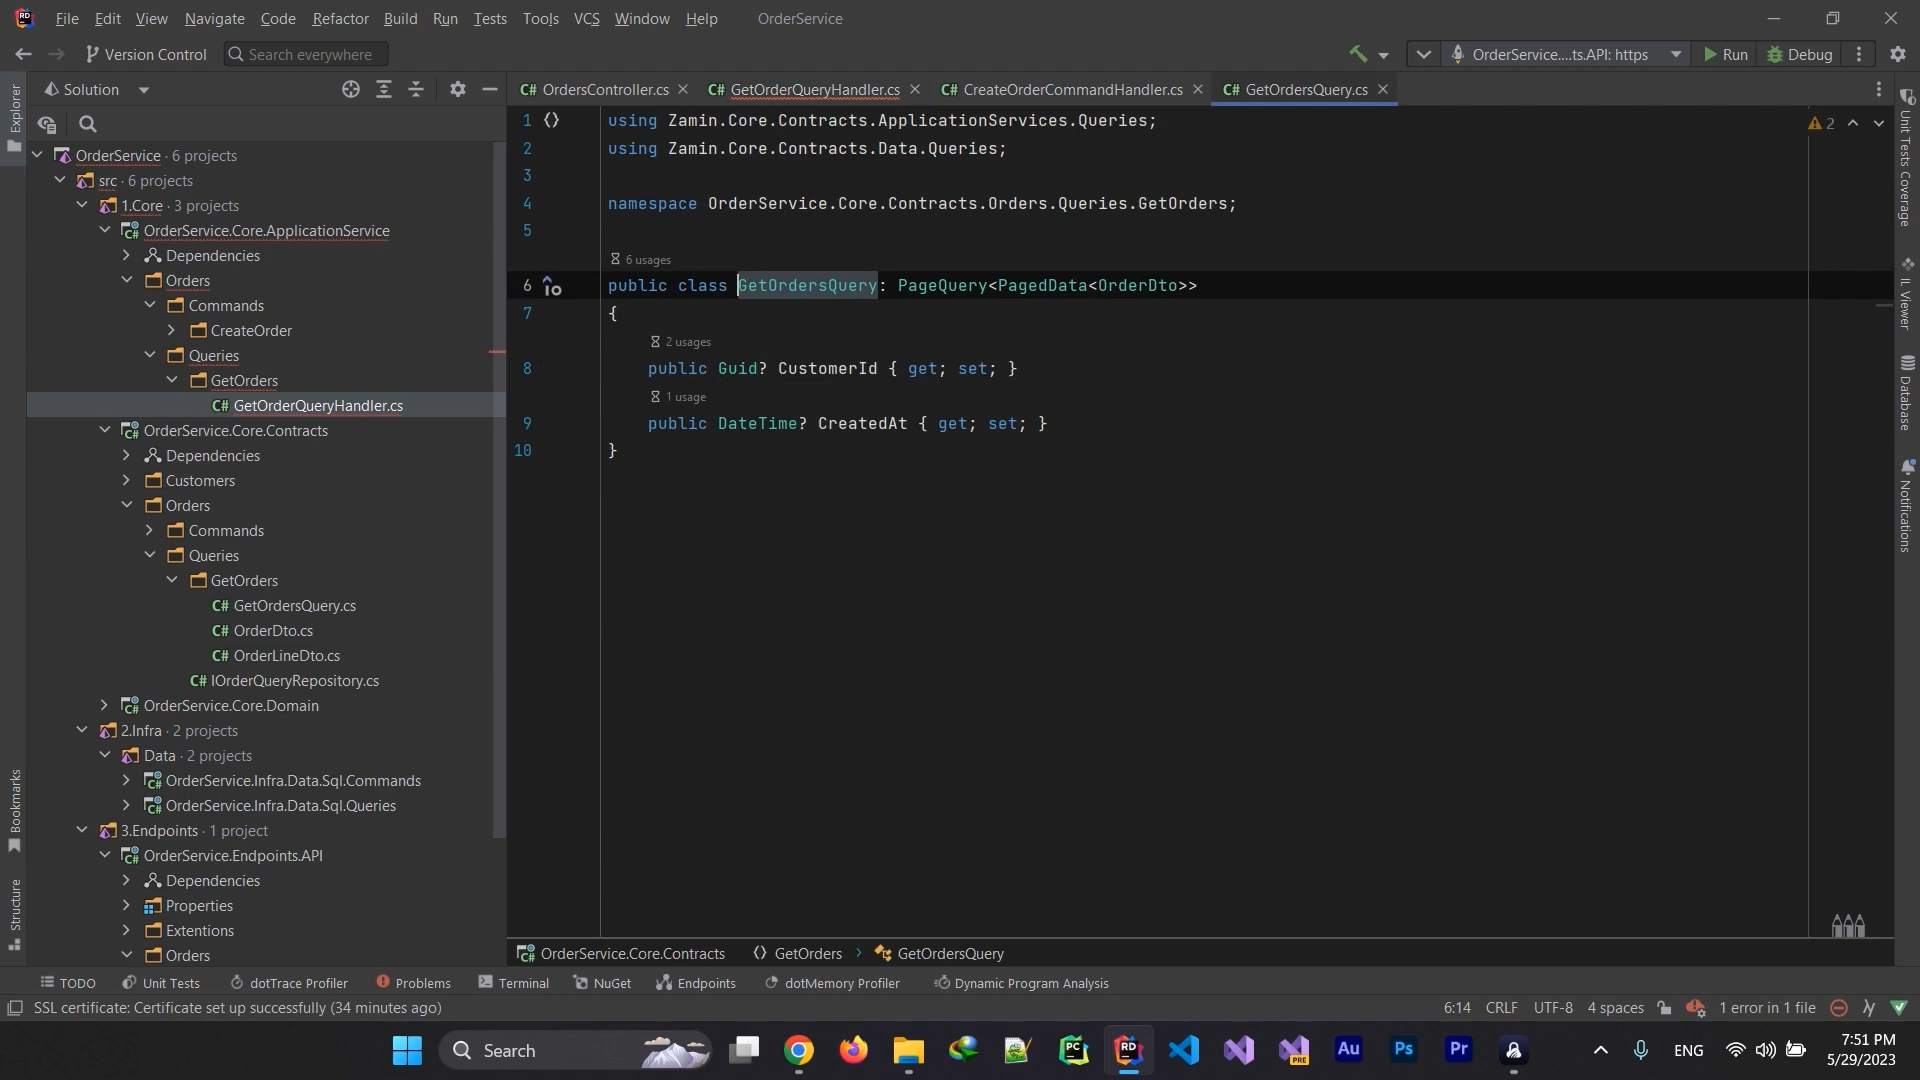 File Edit View Navigate Code Refactor Build Run Tests Tools VCS Window Help OrderService
Version Control Search everywhere OrderService....ts.API: https Run Debug
Solution
OrdersController.cs GetOrderQueryHandler.cs CreateOrderCommandHandler.cs GetOrdersQuery.cs
Explorer
Bookmarks
Structure
OrderService · 6 projects
src · 6 projects
1.Core · 3 projects
OrderService.Core.ApplicationService
Dependencies
Orders
Commands
CreateOrder
Queries
GetOrders
C# GetOrderQueryHandler.cs
OrderService.Core.Contracts
Dependencies
Customers
Orders
Commands
Queries
GetOrders
C# GetOrdersQuery.cs
C# OrderDto.cs
C# OrderLineDto.cs
C# IOrderQueryRepository.cs
OrderService.Core.Domain
2.Infra · 2 projects
Data · 2 projects
OrderService.Infra.Data.Sql.Commands
OrderService.Infra.Data.Sql.Queries
3.Endpoints · 1 project
OrderService.Endpoints.API
Dependencies
Properties
Extentions
Orders
1 using Zamin.Core.Contracts.ApplicationServices.Queries;
2 using Zamin.Core.Contracts.Data.Queries;
3
4 namespace OrderService.Core.Contracts.Orders.Queries.GetOrders;
5
6 usages
6 public class GetOrdersQuery: PageQuery<PagedData<OrderDto>>
7 {
2 usages
8 public Guid? CustomerId { get; set; }
1 usage
9 public DateTime? CreatedAt { get; set; }
10 }
2
Unit Tests Coverage
IL Viewer
Database
Notifications
OrderService.Core.Contracts GetOrders GetOrdersQuery
TODO Unit Tests dotTrace Profiler Problems Terminal NuGet Endpoints dotMemory Profiler Dynamic Program Analysis
SSL certificate: Certificate set up successfully (34 minutes ago) 6:14 CRLF UTF-8 4 spaces 1 error in 1 file
Search ENG 7:51 PM
5/29/2023